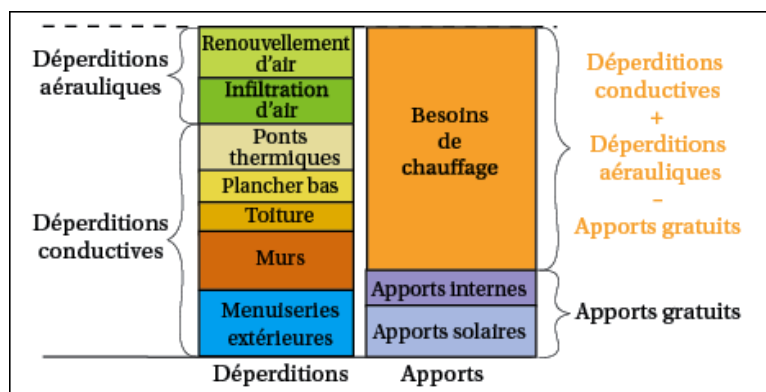 Déperditions
aérauliques
Déperditions
conductives
Renouvellement
d'air
Infiltration
d'air
Ponts
thermiques
Plancher bas
Toiture
Murs
Menuiseries
extérieures
Déperditions
Besoins
de
chauffage
Apports internes
Apports solaires
Apports
Déperditions
conductives
+
Déperditions
aérauliques
-
Apports gratuits
Apports gratuits